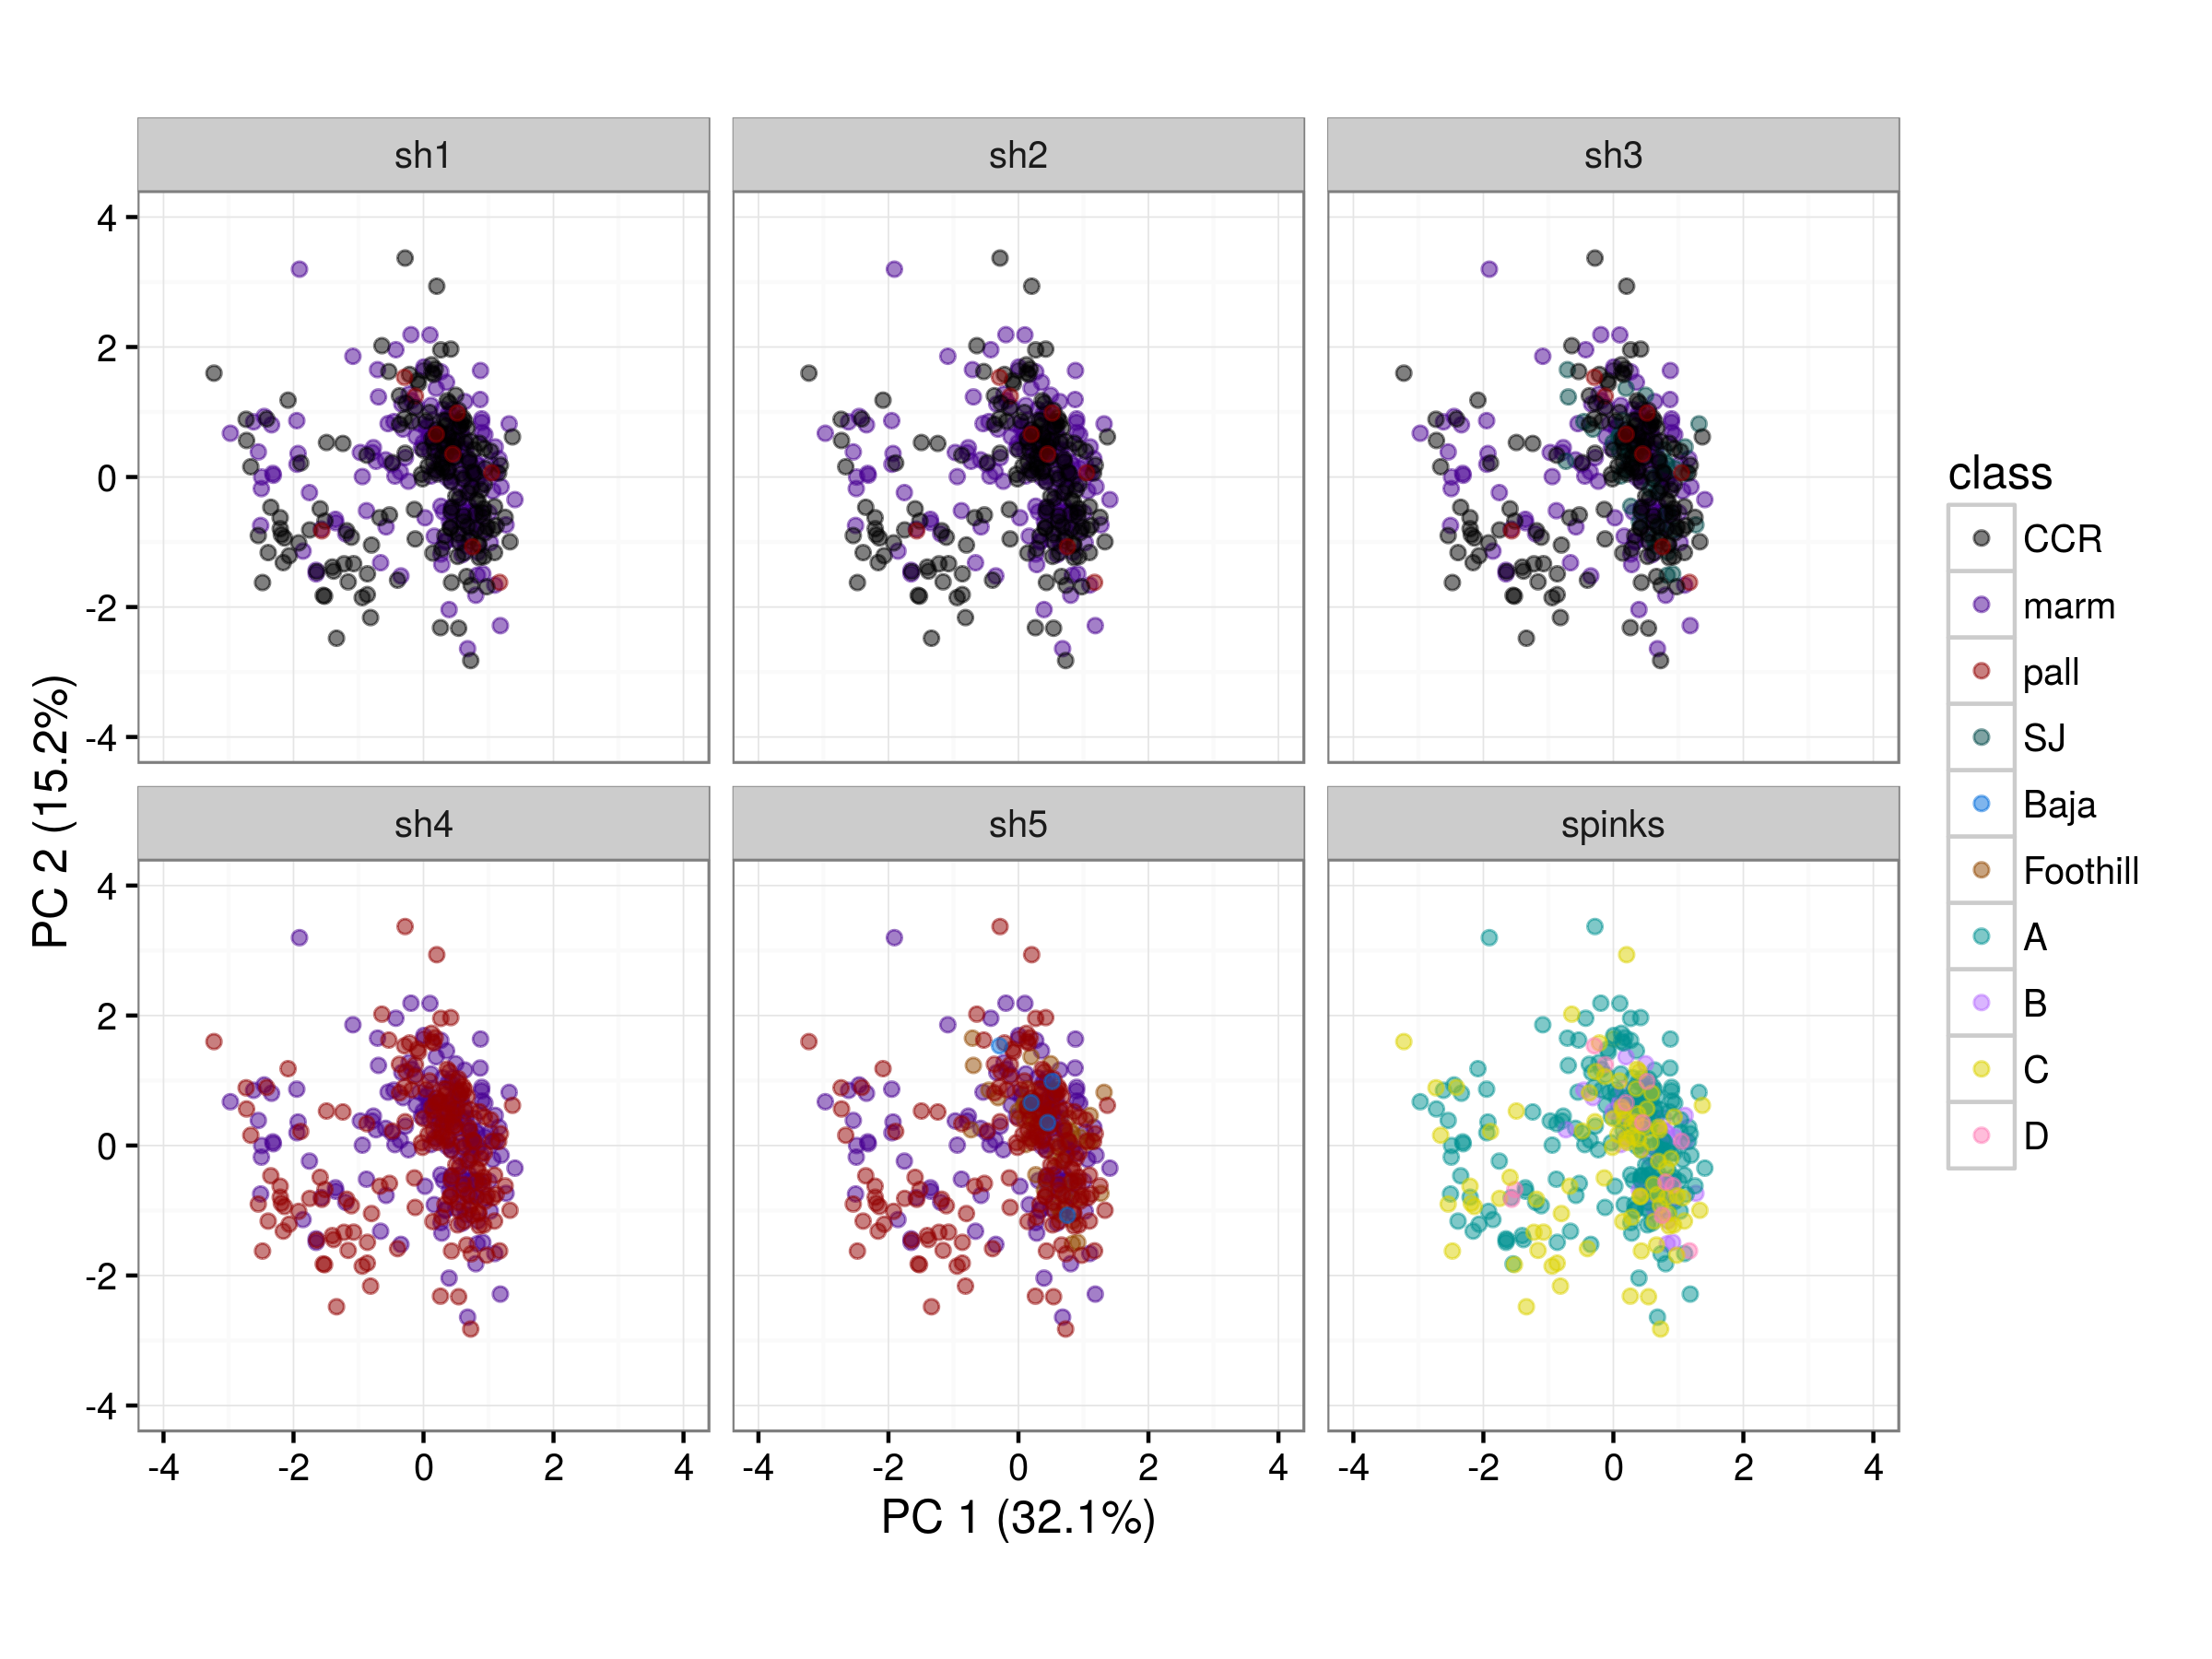 sh1
sh2
sh3
4
2
0
-2
-4
sh4
sh5
spinks
4
2
0
-2
-4
-4 -2 0 2 4
-4 -2 0 2 4
-4 -2 0 2 4
PC 1 (32.1%)
PC 2 (15.2%)
class
CCR
marm
pall
SJ
Baja
Foothill
A
B
C
D